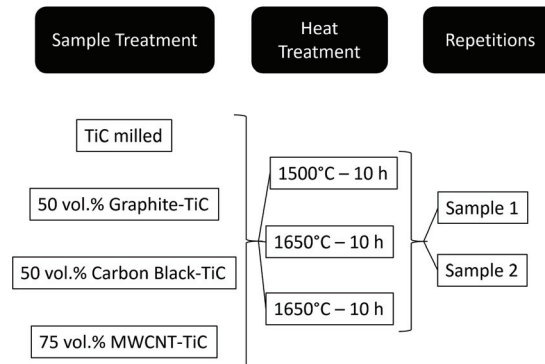 Sample Treatment
Heat
Treatment
Repetitions
TiC milled
50 vol.% Graphite-TiC
50 vol.% Carbon Black-TiC
75 vol.% MWCNT-TiC
1500°C – 10 h
1650°C – 10 h
1650°C – 10 h
Sample 1
Sample 2